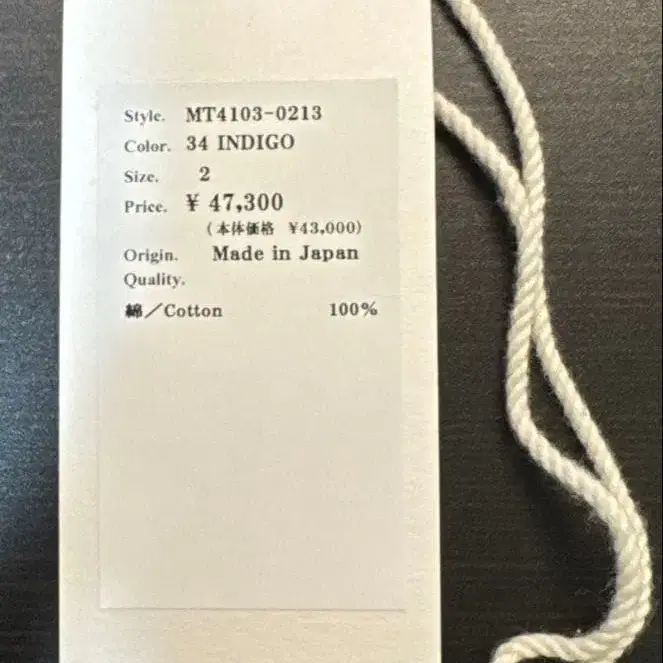 Style. MT4103-0213
Color. 34 INDIGO
Size. 2
Price. ¥ 47,300
(本体価格 ¥43,000)
Origin. Made in Japan
Quality.
綿／Cotton 100%